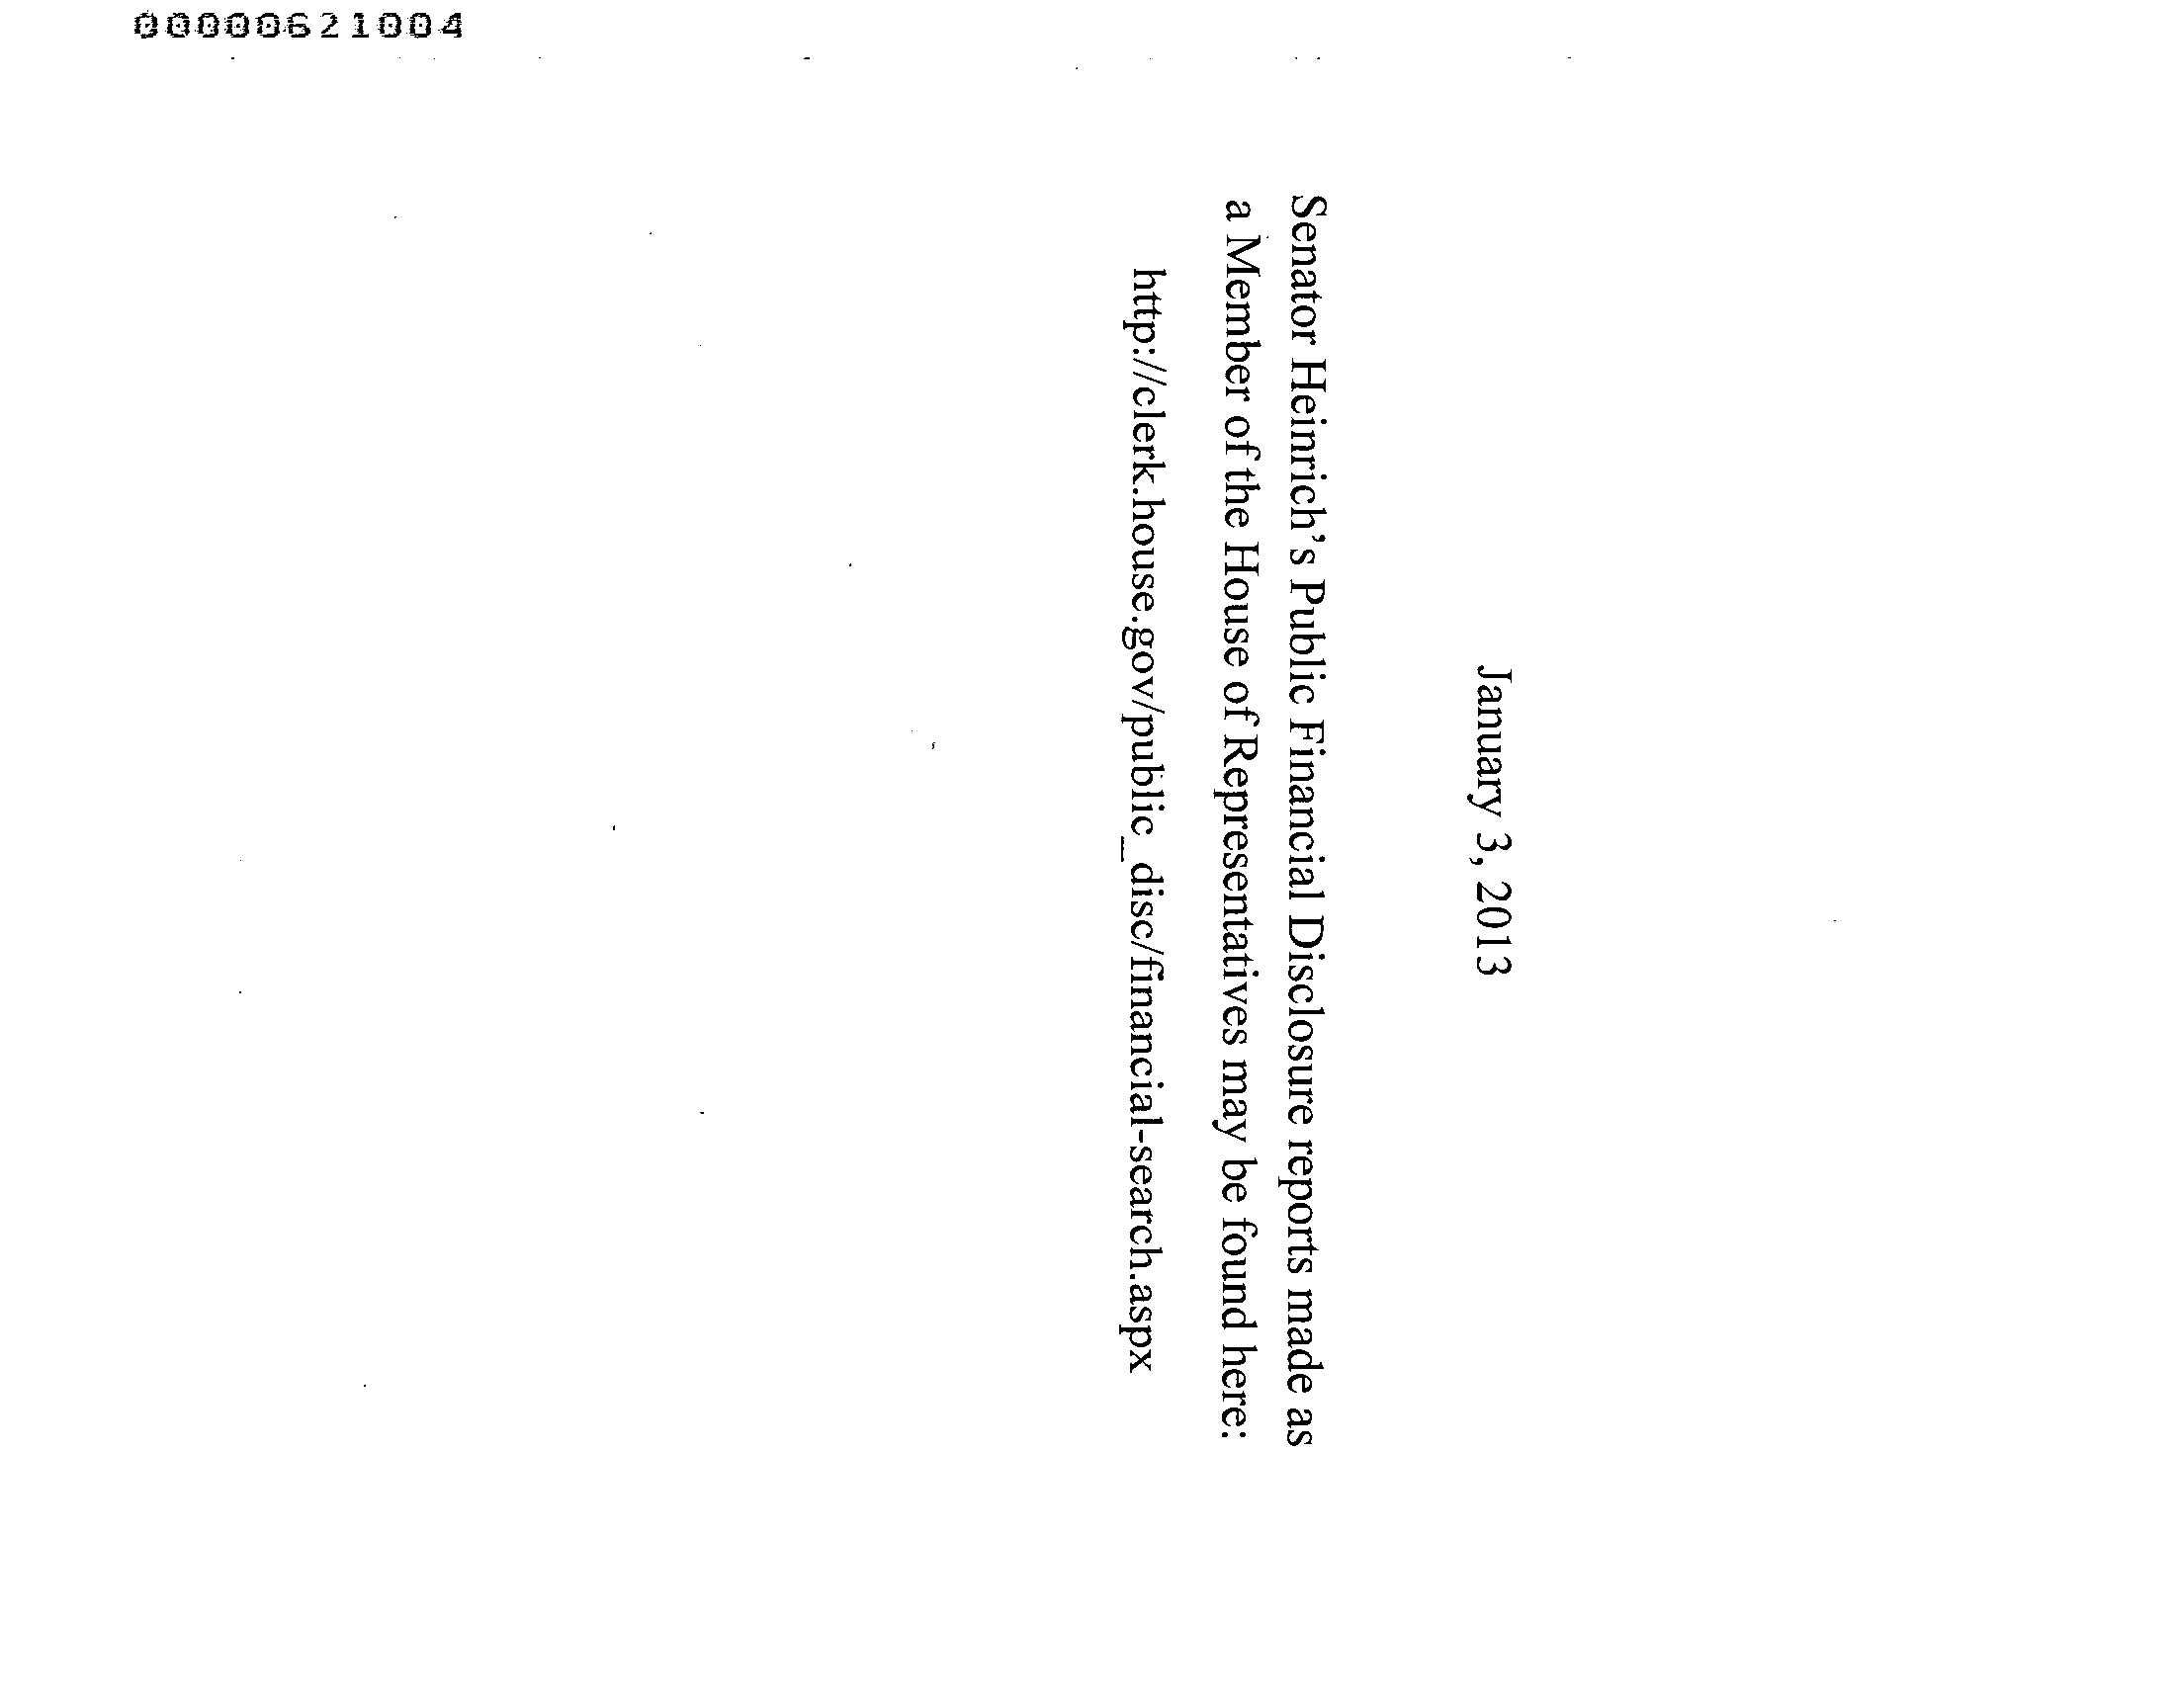 00000621004
January 3, 2013
Senator Heinrich's Public Financial Disclosure reports made as
a Member of the House of Representatives may be found here:
http://clerk.house.gov/public_disc/financial-search.aspx